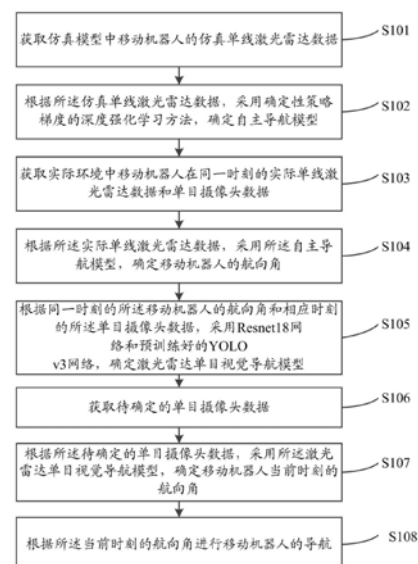 获取仿真模型中移动机器人的仿真单线激光雷达数据
S101
根据所述仿真单线激光雷达数据，采用确定性策略
梯度的深度强化学习方法，确定自主导航模型
S102
获取实际环境中移动机器人在同一时刻的实际单线激
光雷达数据和单目摄像头数据
S103
根据所述实际单线激光雷达数据，采用所述自主导
航模型，确定移动机器人的航向角
S104
根据同一时刻的所述移动机器人的航向角和相应时刻
的所述单目摄像头数据，采用Resnet18网
络和预训练好的YOLO
v3网络，确定激光雷达单目视觉导航模型
S105
获取待确定的单目摄像头数据
S106
根据所述待确定的单目摄像头数据，采用所述激光
雷达单目视觉导航模型，确定移动机器人当前时刻的
航向角
S107
根据所述当前时刻的航向角进行移动机器人的导航
S108